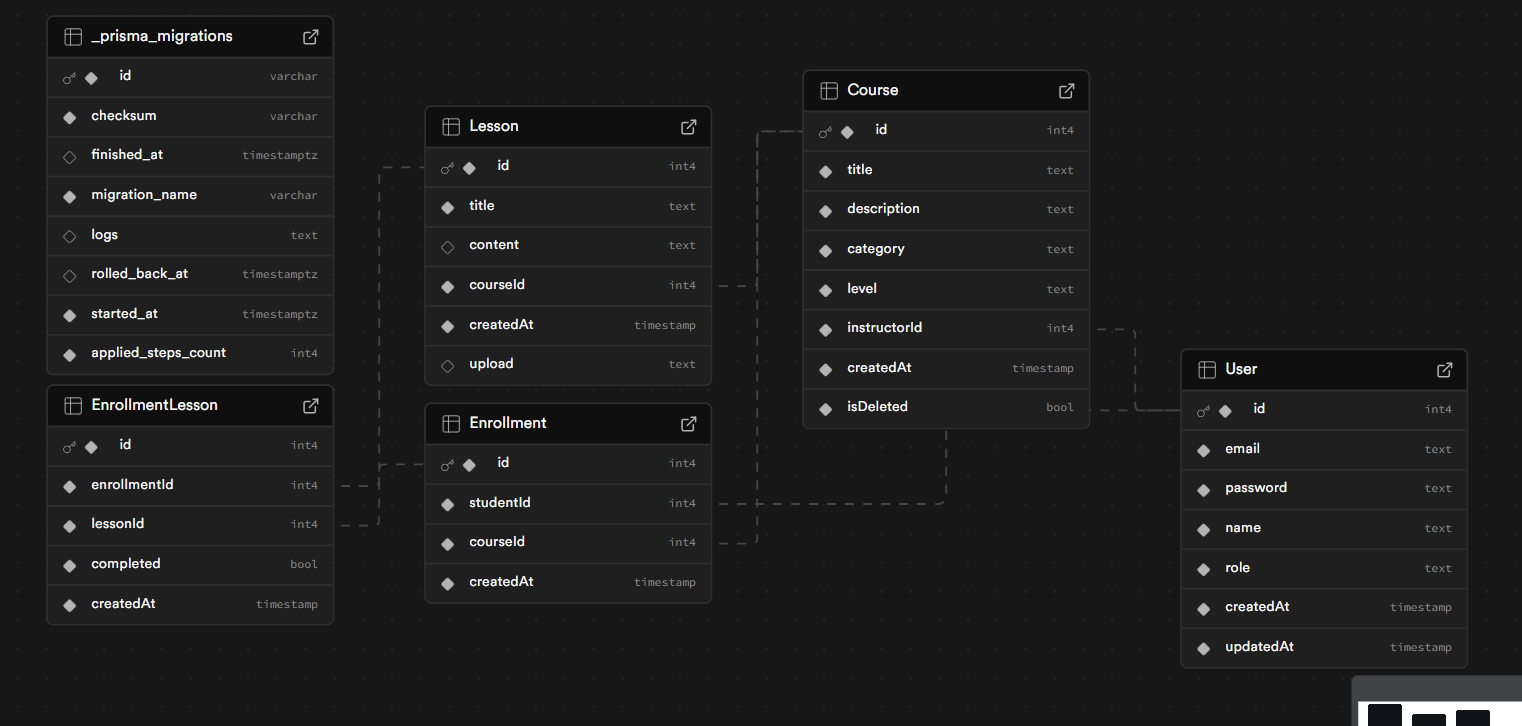 _prisma_migrations
id varchar
checksum varchar
finished_at timestamptz
migration_name varchar
logs text
rolled_back_at timestamptz
started_at timestamptz
applied_steps_count int4
EnrollmentLesson
id int4
enrollmentId int4
lessonId int4
completed bool
createdAt timestamp
Lesson
id int4
title text
content text
courseId int4
createdAt timestamp
upload text
Enrollment
id int4
studentId int4
courseId int4
createdAt timestamp
Course
id int4
title text
description text
category text
level text
instructorId int4
createdAt timestamp
isDeleted bool
User
id int4
email text
password text
name text
role text
createdAt timestamp
updatedAt timestamp